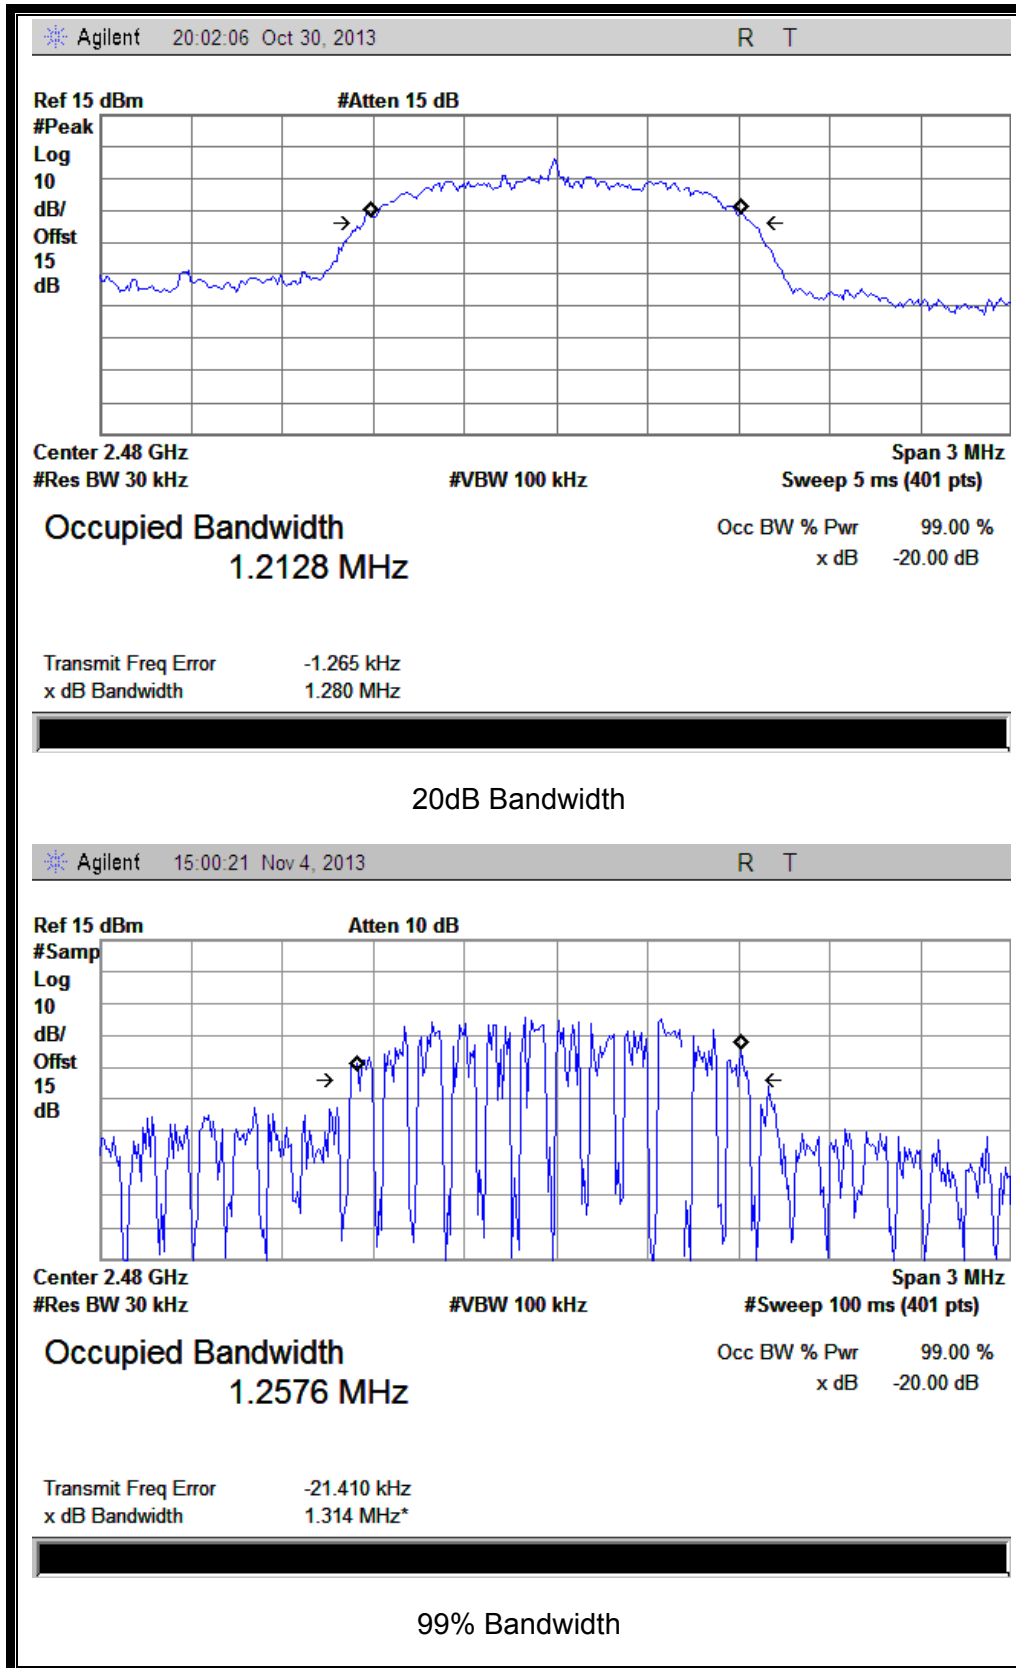 Agilent 20:02:06 Oct 30, 2013 R T
Ref 15 dBm #Atten 15 dB
#Peak
Log
10
dB/
Offst
15
dB
Center 2.48 GHz Span 3 MHz
#Res BW 30 kHz #VBW 100 kHz Sweep 5 ms (401 pts)
Occupied Bandwidth Occ BW % Pwr 99.00 %
1.2128 MHz x dB -20.00 dB
Transmit Freq Error -1.265 kHz
x dB Bandwidth 1.280 MHz
20dB Bandwidth
Agilent 15:00:21 Nov 4, 2013 R T
Ref 15 dBm Atten 10 dB
#Samp
Log
10
dB/
Offst
15
dB
Center 2.48 GHz Span 3 MHz
#Res BW 30 kHz #VBW 100 kHz #Sweep 100 ms (401 pts)
Occupied Bandwidth Occ BW % Pwr 99.00 %
1.2576 MHz x dB -20.00 dB
Transmit Freq Error -21.410 kHz
x dB Bandwidth 1.314 MHz*
99% Bandwidth